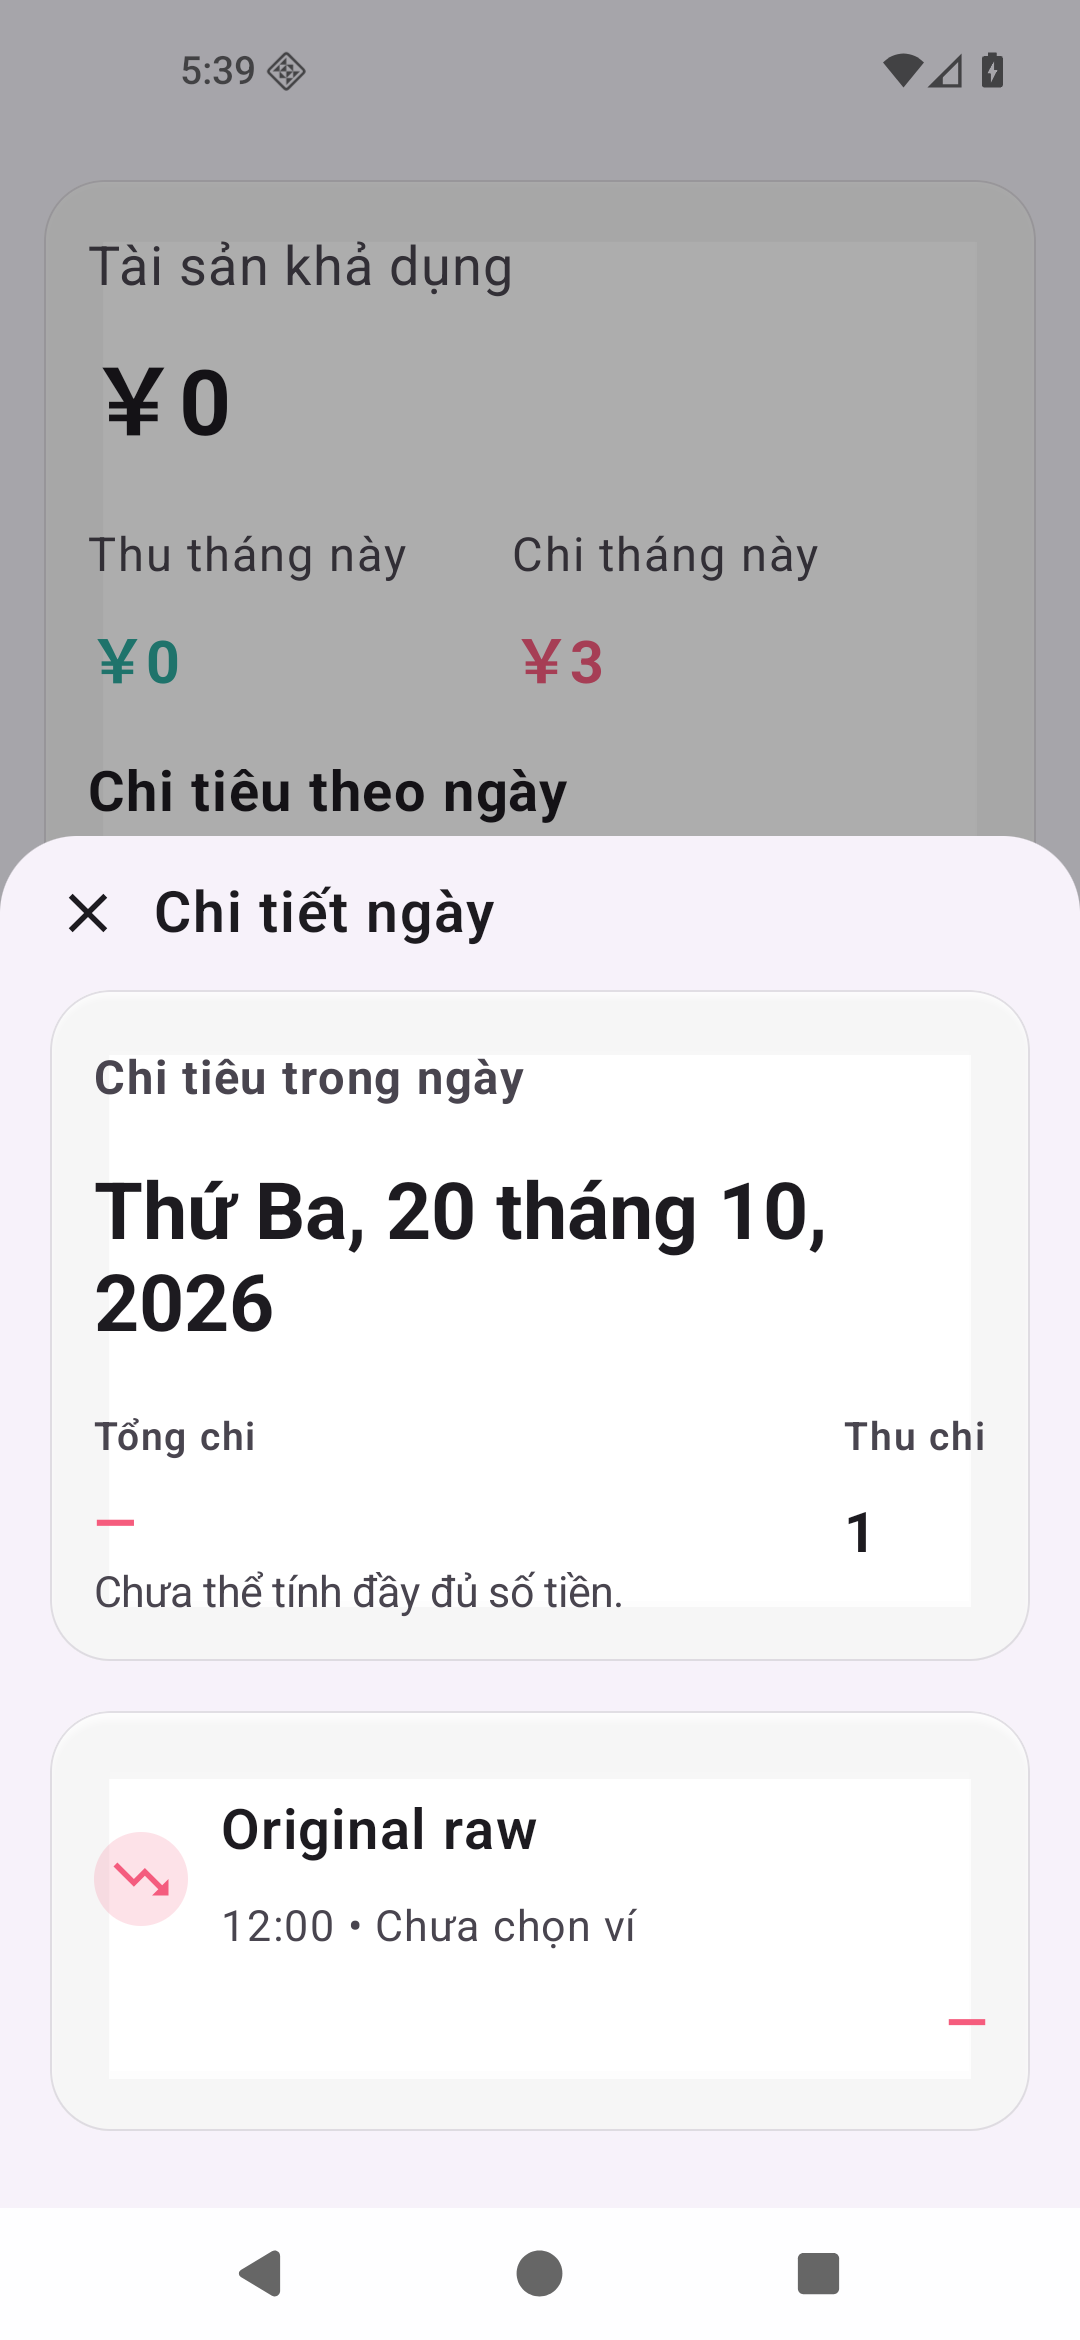 5:39
Tài sản khả dụng
¥0
Thu tháng này
Chi tháng này
¥0
¥3
Chi tiêu theo ngày
Chi tiết ngày
Chi tiêu trong ngày
Thứ Ba, 20 tháng 10,
2026
Tổng chi
Thu chi
—
1
Chưa thể tính đầy đủ số tiền.
Original raw
12:00 • Chưa chọn ví
—